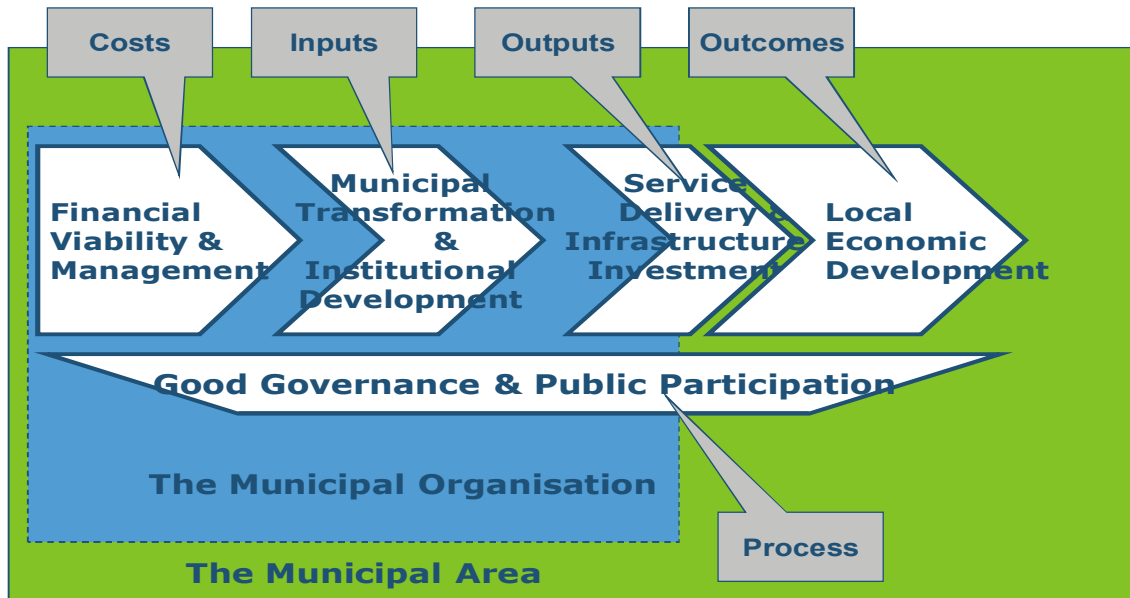 Costs
Inputs
Outputs
Outcomes
Financial
Viability &
Management
Municipal
Transformation
&
Institutional
Development
Service
Delivery &
Infrastructure
Investment
Local
Economic
Development
Good Governance & Public Participation
The Municipal Organisation
Process
The Municipal Area